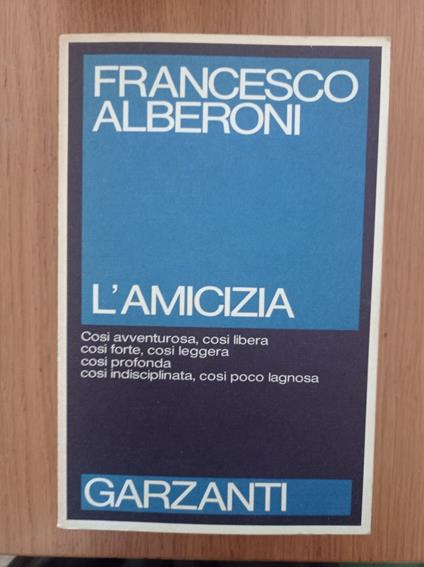 FRANCESCO
ALBERONI
L'AMICIZIA
Così avventurosa, così libera
così forte, così leggera
così profonda
così indisciplinata, così poco lagnosa
GARZANTI